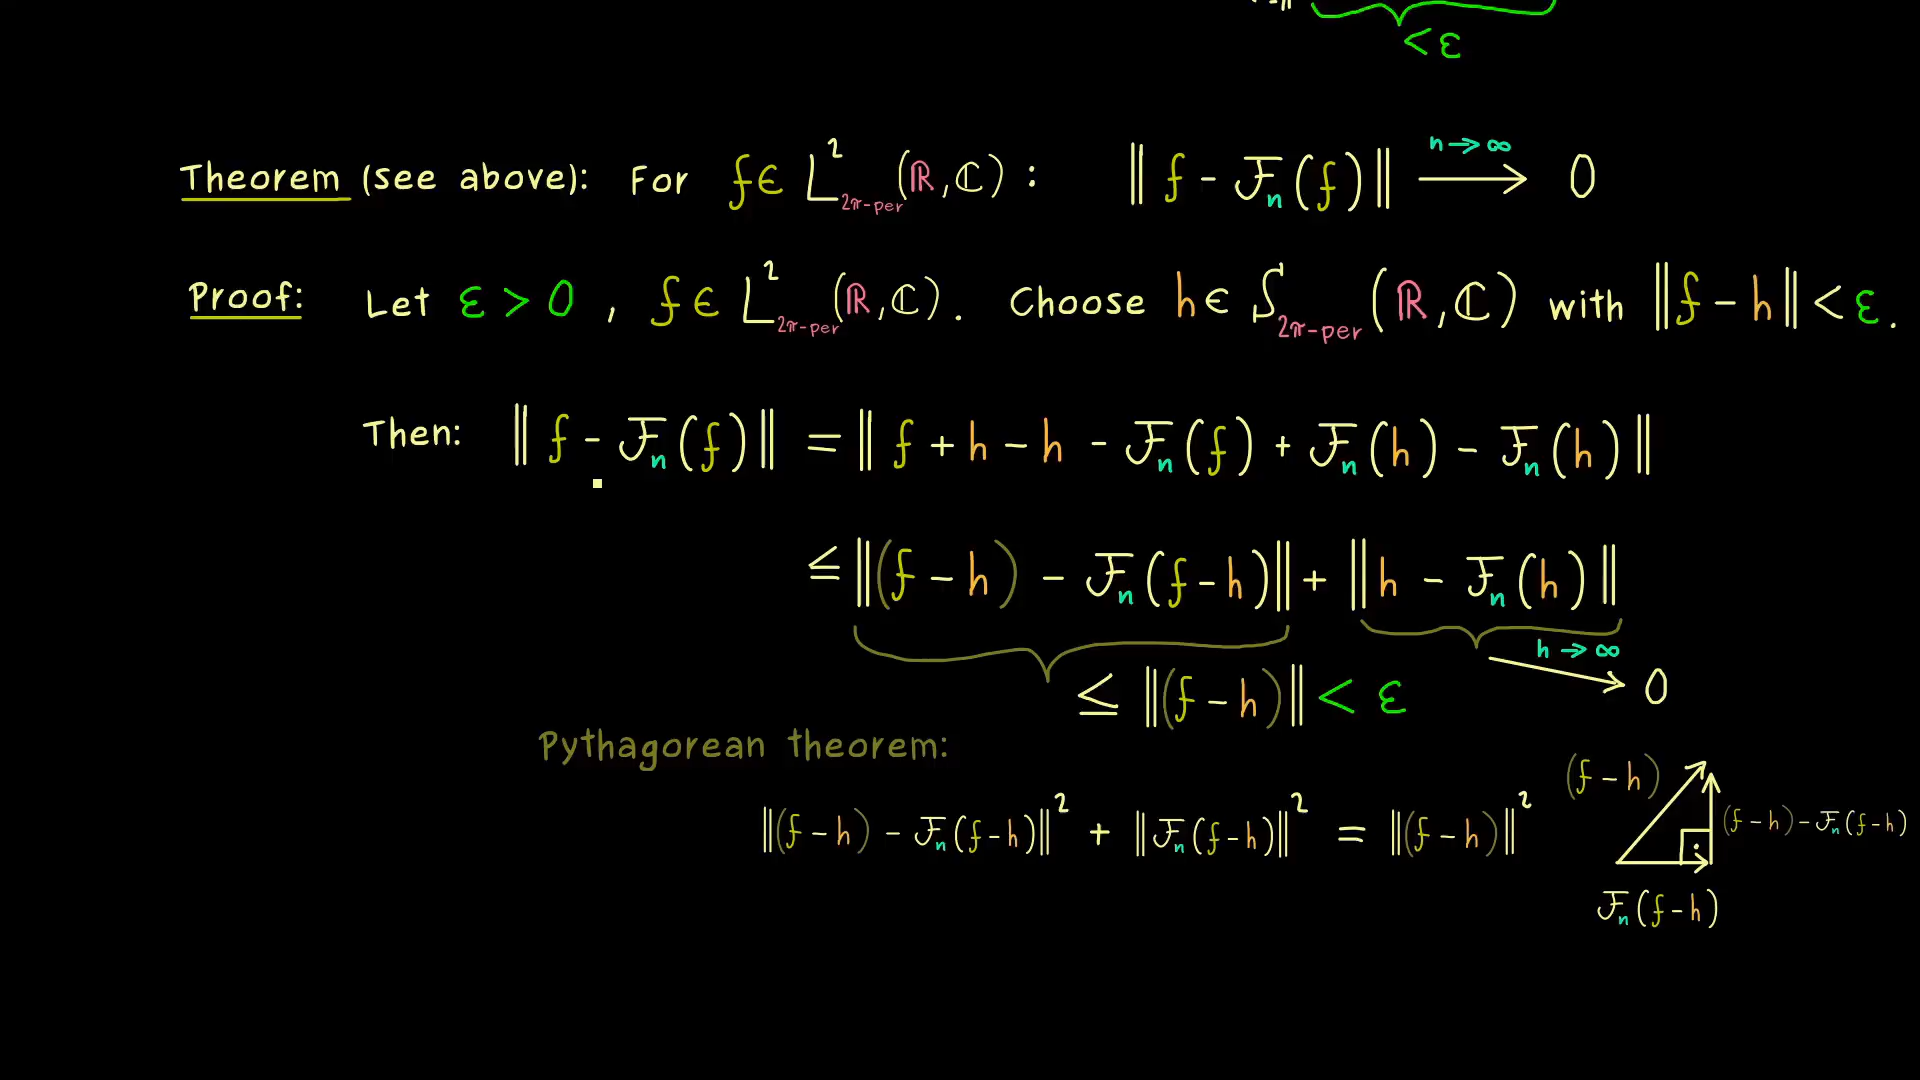 < ε
Theorem (see above): For f ∈ L²_{2π-per}(ℝ, ℂ) : ‖ f - ℱ_n(f) ‖ —n→∞→ 0
Proof: Let ε > 0 , f ∈ L²_{2π-per}(ℝ, ℂ). Choose h ∈ S_{2π-per}(ℝ, ℂ) with ‖f - h‖ < ε.
Then: ‖ f - ℱ_n(f) ‖ = ‖ f + h - h - ℱ_n(f) + ℱ_n(h) - ℱ_n(h) ‖
≤ ‖(f - h) - ℱ_n(f - h)‖ + ‖h - ℱ_n(h)‖
≤ ‖(f - h)‖ < ε n→∞ 0
Pythagorean theorem:
‖(f - h) - ℱ_n(f - h)‖² + ‖ℱ_n(f - h)‖² = ‖(f - h)‖²
(f - h)
(f - h) - ℱ_n(f - h)
ℱ_n(f - h)